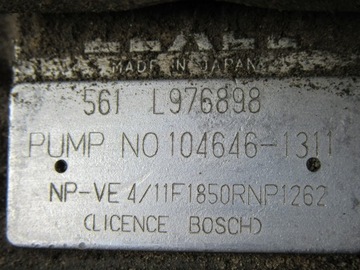 MADE IN JAPAN
561 L976898
PUMP NO 104646-1311
NP-VE4/11F1850RNP1262
(LICENCE BOSCH)